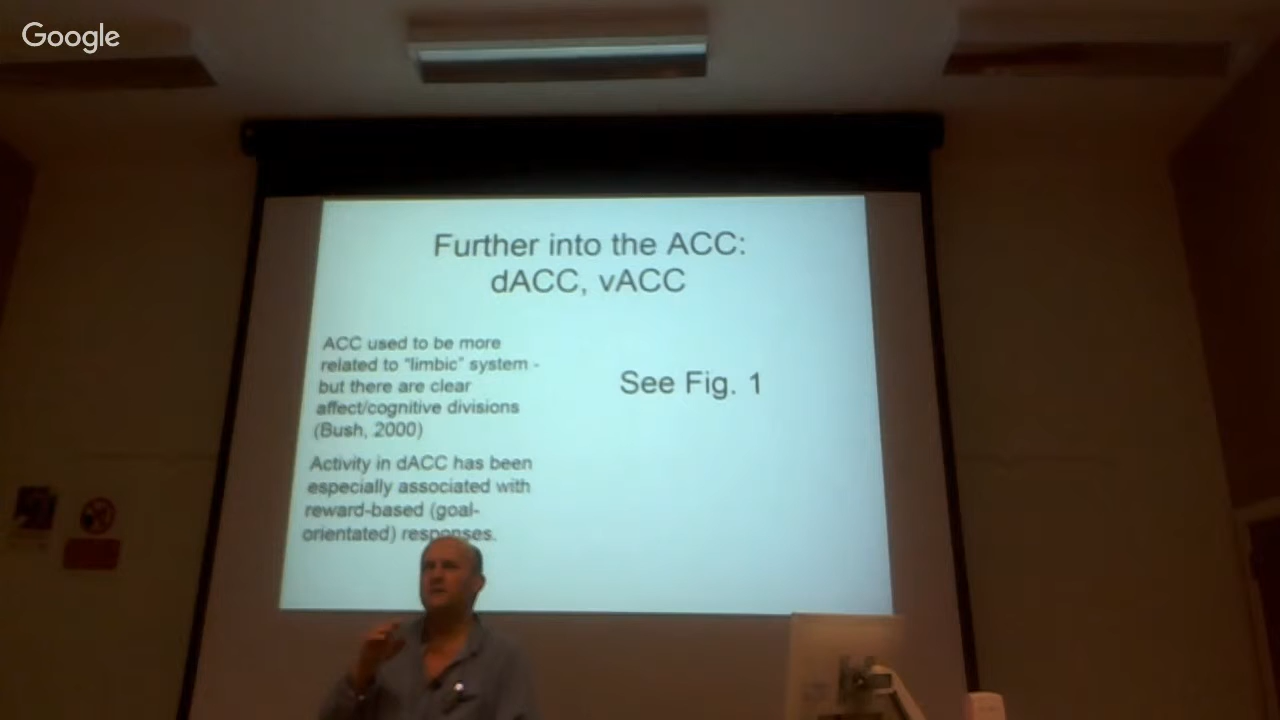 Google
Further into the ACC:
dACC, vACC
ACC used to be more
related to "limbic" system -
but there are clear
affect/cognitive divisions
(Bush, 2000)
See Fig. 1
Activity in dACC has been
especially associated with
reward-based (goal-
orientated) responses.